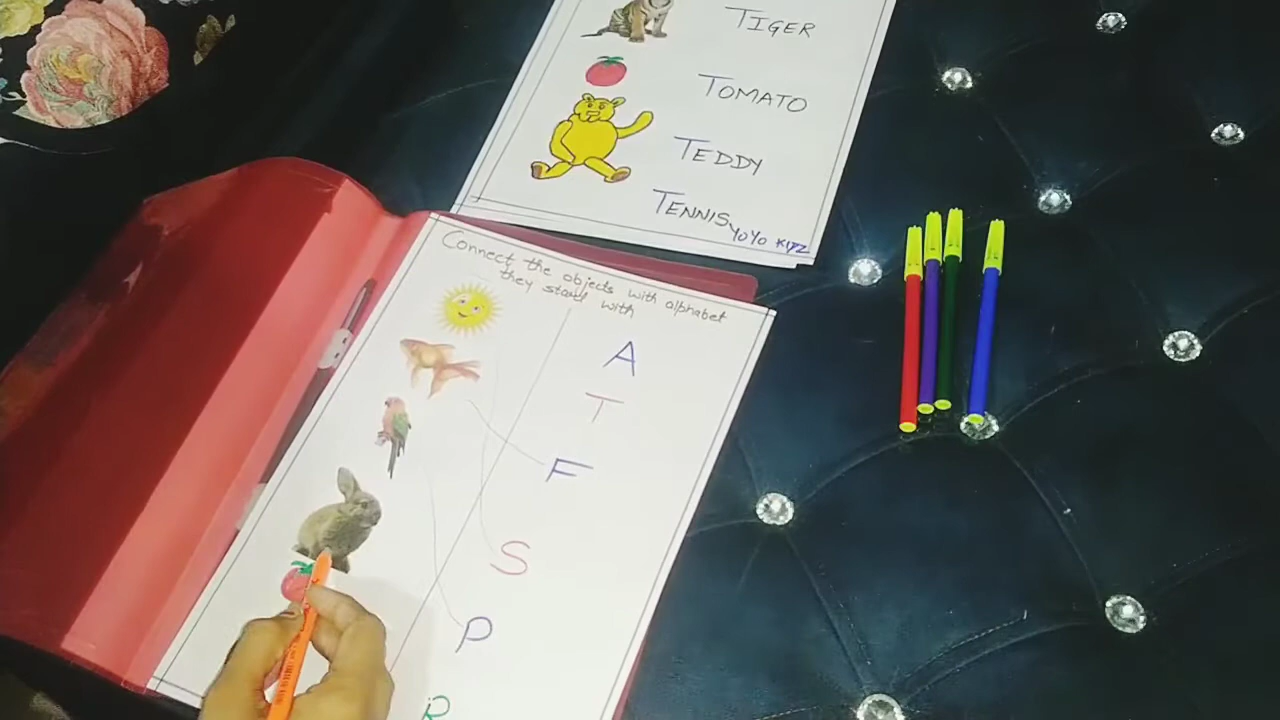 TIGER
TOMATO
TEDDY
TENNIS
YOYO KIDZ
Connect the objects with alphabet
they start with
A
T
F
S
P
R